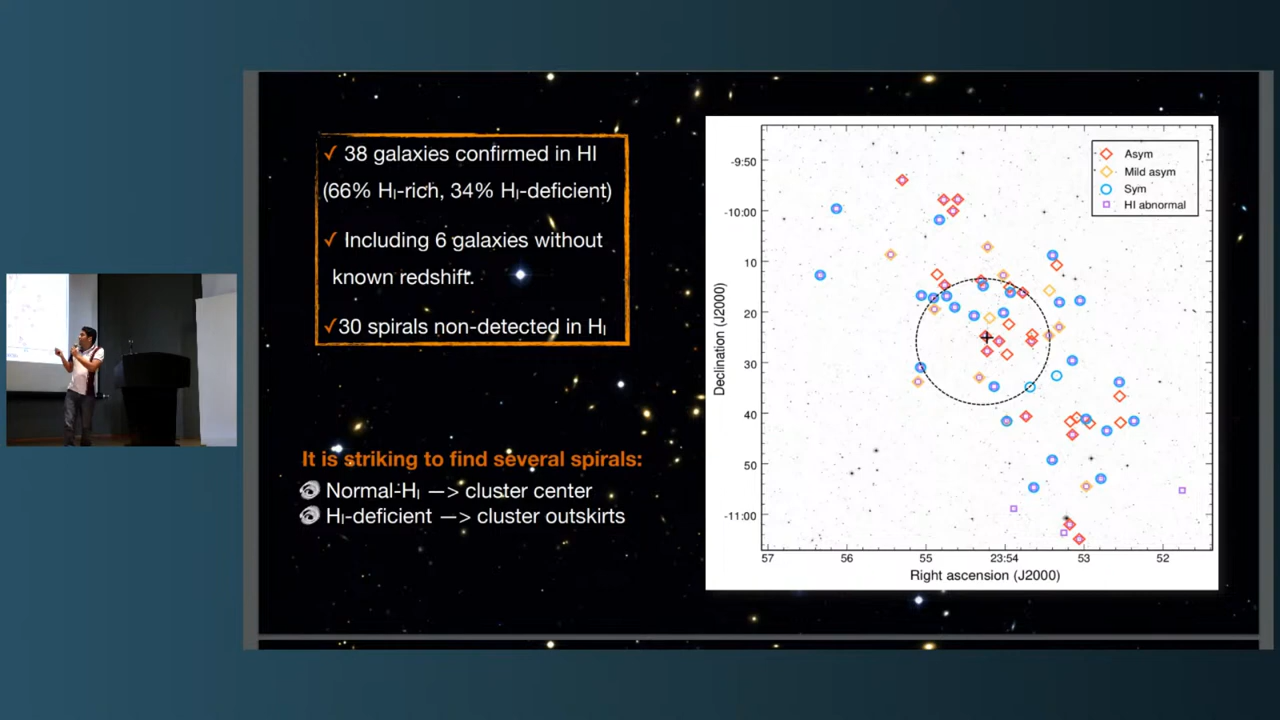 ✓ 38 galaxies confirmed in HI
(66% HI-rich, 34% HI-deficient)
✓ Including 6 galaxies without
known redshift.
✓30 spirals non-detected in HI
It is striking to find several spirals:
Normal-HI —> cluster center
HI-deficient —> cluster outskirts
Asym
Mild asym
Sym
HI abnormal
Declination (J2000)
-9:50
-10:00
10
20
30
40
50
-11:00
57
56
55
23:54
53
52
Right ascension (J2000)